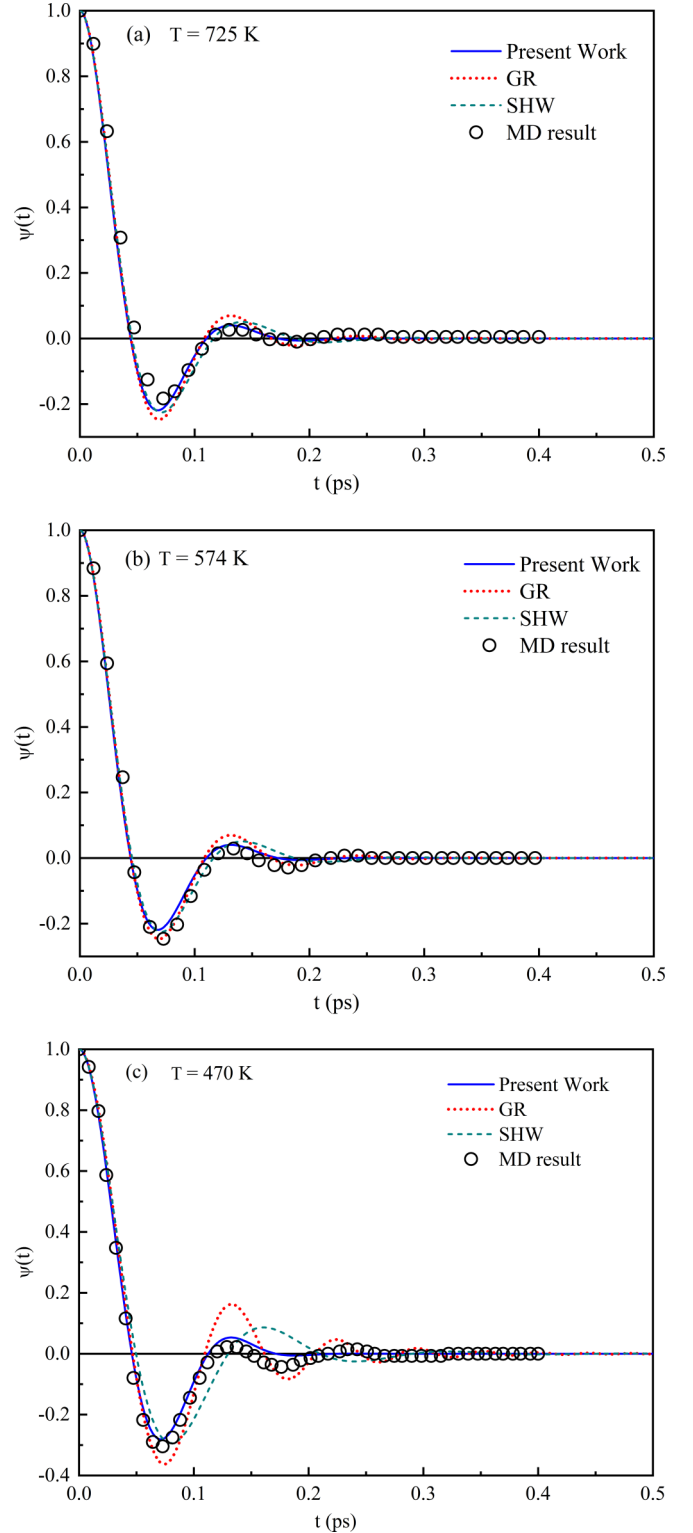 (a) T = 725 K
Present Work
GR
SHW
MD result
ψ(t)
1.0
0.8
0.6
0.4
0.2
0.0
-0.2
0.0 0.1 0.2 0.3 0.4 0.5
t (ps)
(b) T = 574 K
Present Work
GR
SHW
MD result
ψ(t)
1.0
0.8
0.6
0.4
0.2
0.0
-0.2
0.0 0.1 0.2 0.3 0.4 0.5
t (ps)
(c) T = 470 K
Present Work
GR
SHW
MD result
ψ(t)
1.0
0.8
0.6
0.4
0.2
0.0
-0.2
-0.4
0.0 0.1 0.2 0.3 0.4 0.5
t (ps)